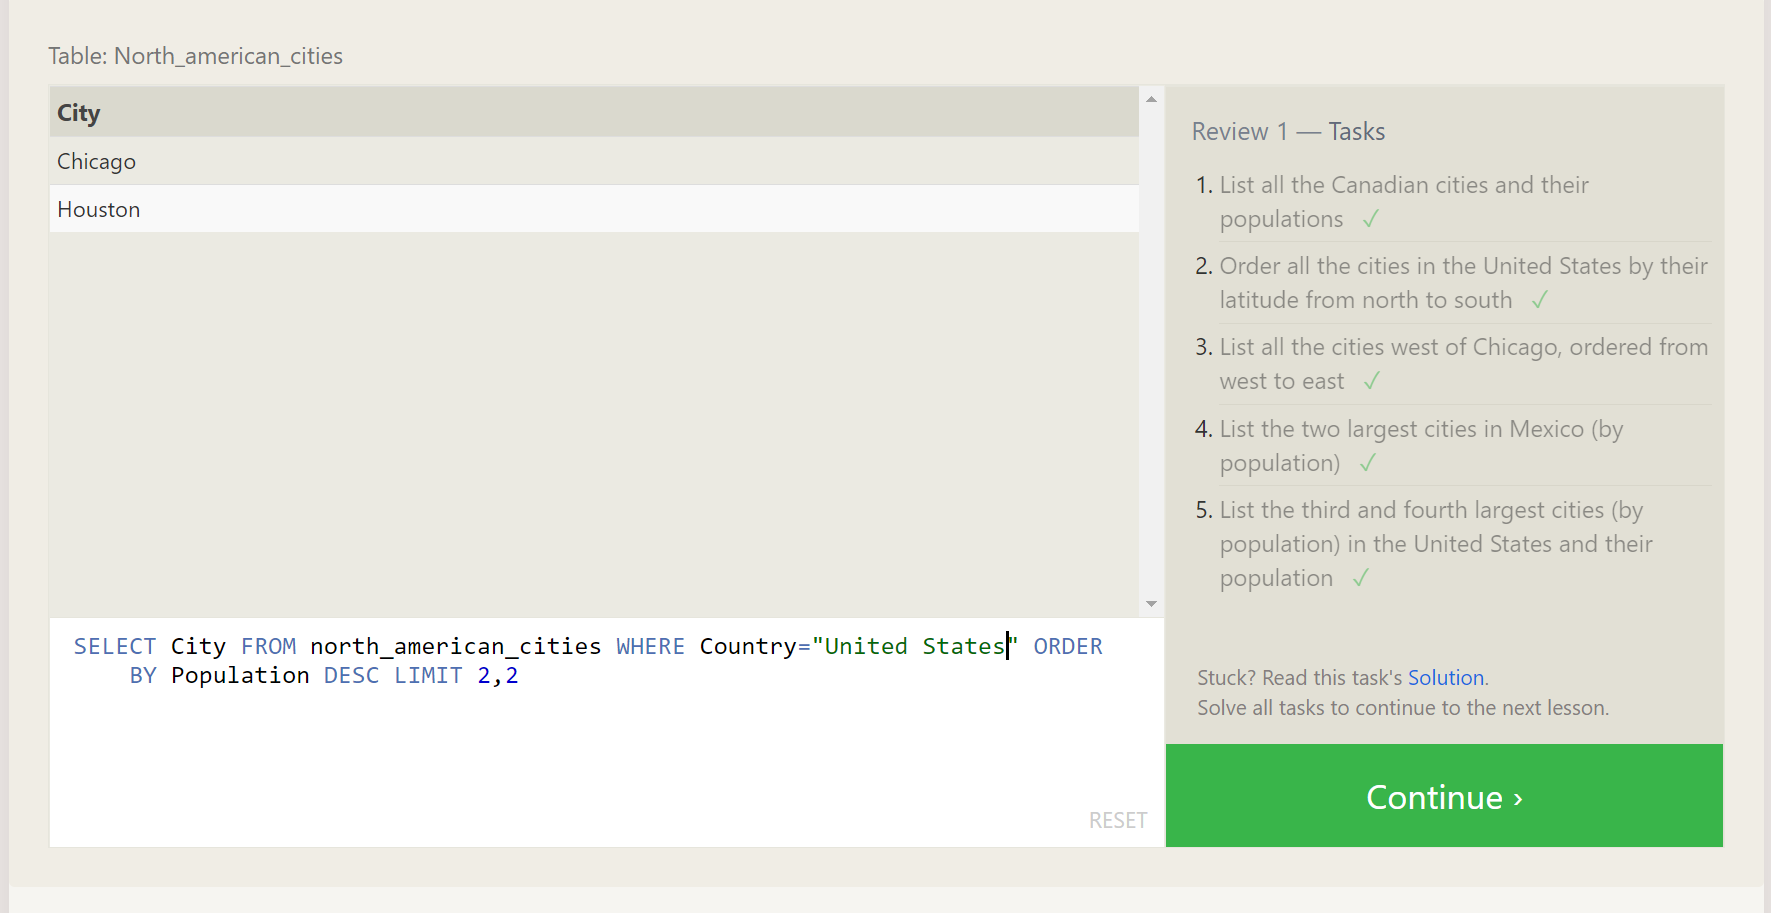 Table: North_american_cities
City
Chicago
Houston
SELECT City FROM north_american_cities WHERE Country="United States" ORDER
BY Population DESC LIMIT 2,2
RESET
Review 1 — Tasks
1. List all the Canadian cities and their
populations ✓
2. Order all the cities in the United States by their
latitude from north to south ✓
3. List all the cities west of Chicago, ordered from
west to east ✓
4. List the two largest cities in Mexico (by
population) ✓
5. List the third and fourth largest cities (by
population) in the United States and their
population ✓
Stuck? Read this task's Solution.
Solve all tasks to continue to the next lesson.
Continue ›